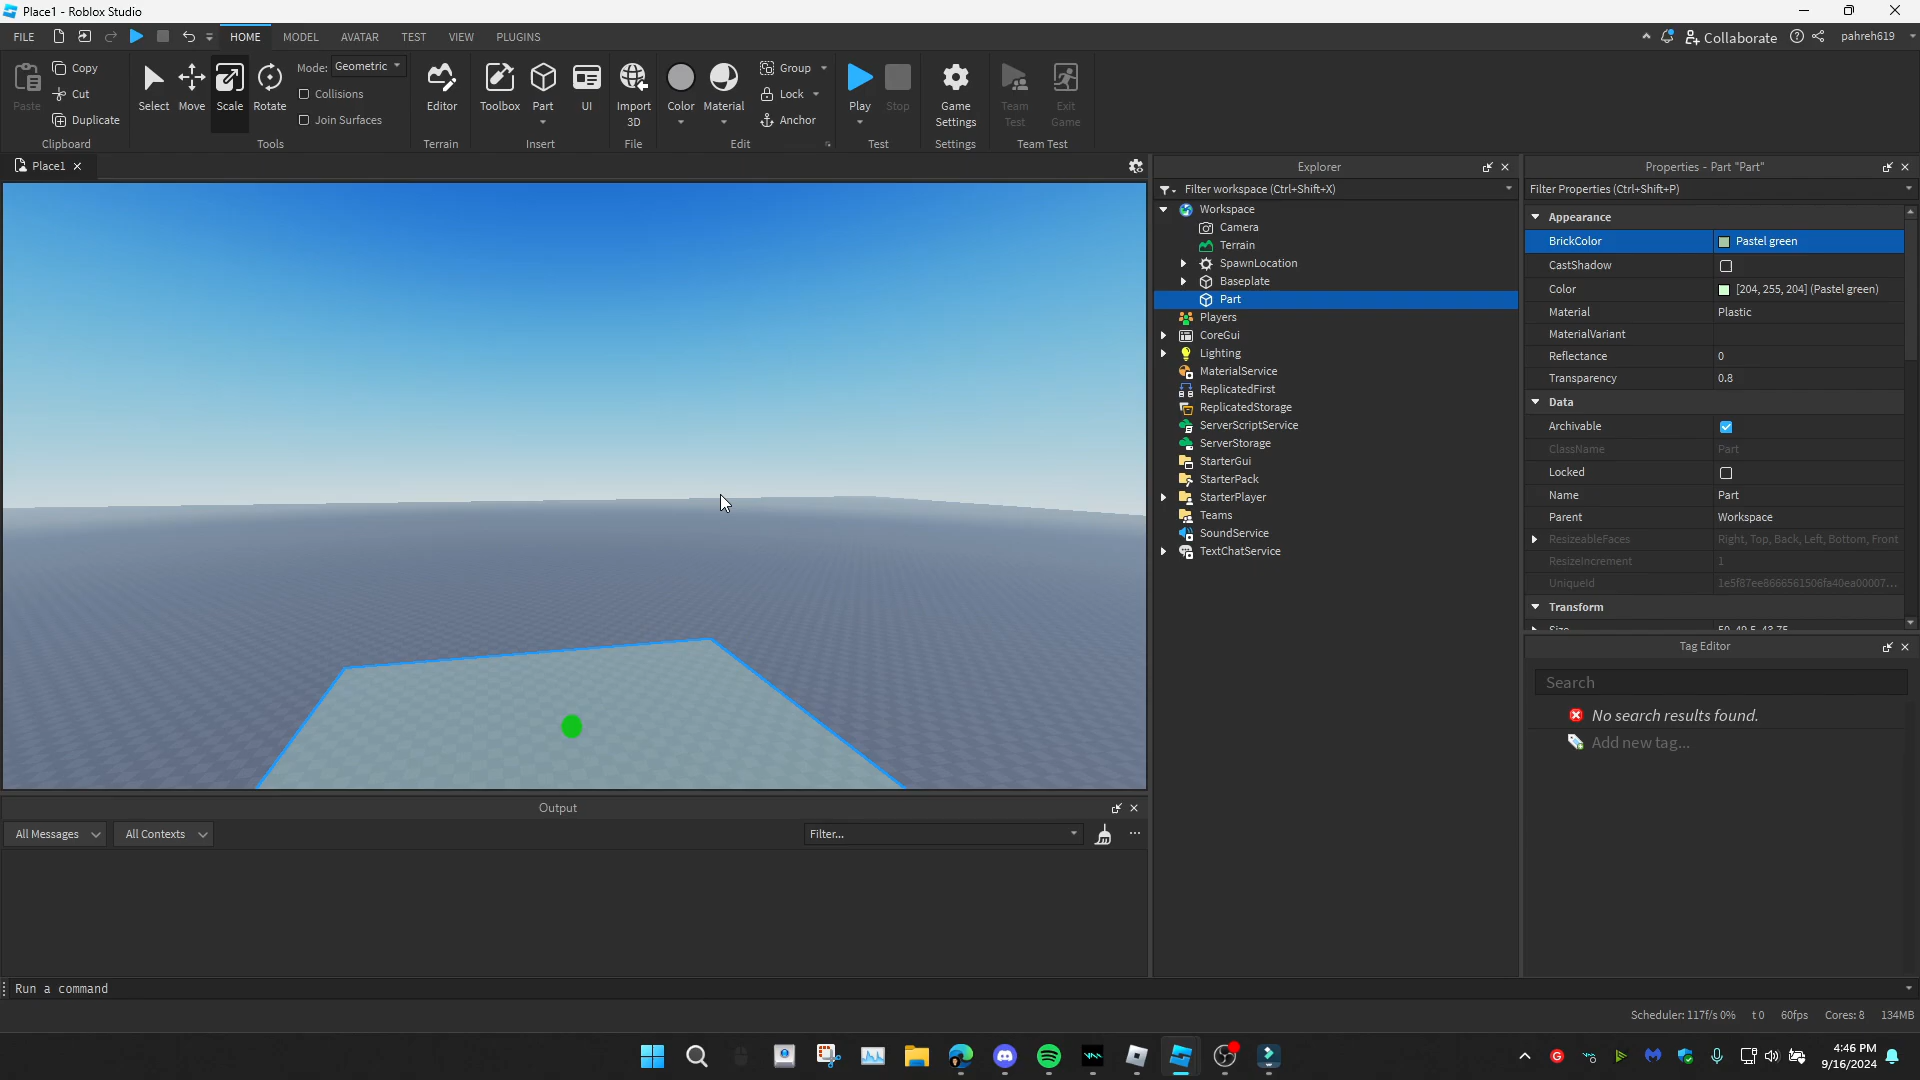 Place1 - Roblox Studio
FILE HOME MODEL AVATAR TEST VIEW PLUGINS Collaborate pahreh619
Paste Copy Cut Duplicate Clipboard
Select Move Scale Rotate Mode: Geometric Collisions Join Surfaces Tools
Editor Terrain
Toolbox Part UI Insert
Import 3D File
Color Material Group Lock Anchor Edit
Play Stop Test
Game Settings Settings
Team Test Exit Game Team Test
Place1
Explorer
Filter workspace (Ctrl+Shift+X)
Workspace
Camera
Terrain
SpawnLocation
Baseplate
Part
Players
CoreGui
Lighting
MaterialService
ReplicatedFirst
ReplicatedStorage
ServerScriptService
ServerStorage
StarterGui
StarterPack
StarterPlayer
Teams
SoundService
TextChatService
Properties - Part "Part"
Filter Properties (Ctrl+Shift+P)
Appearance
BrickColor Pastel green
CastShadow
Color [204, 255, 204] (Pastel green)
Material Plastic
MaterialVariant
Reflectance 0
Transparency 0.8
Data
Archivable
ClassName Part
Locked
Name Part
Parent Workspace
ResizeableFaces Right, Top, Back, Left, Bottom, Front
ResizeIncrement 1
UniqueId 1e5f87ee8666561506fa40ea00007...
Transform
Size 50, 49.5, 43.75
Tag Editor
Search
No search results found.
Add new tag...
Output
All Messages All Contexts Filter...
Run a command
Scheduler: 117f/s 0% t 0 60fps Cores: 8 134MB
4:46 PM
9/16/2024